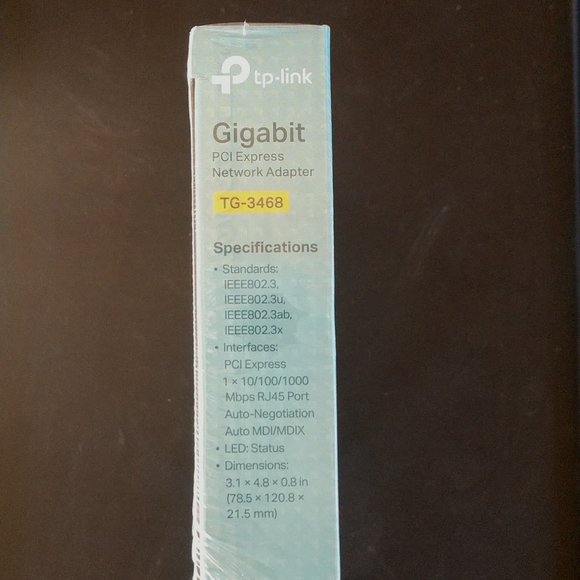 tp-link
Gigabit
PCI Express
Network Adapter
TG-3468
Specifications
• Standards:
IEEE802.3,
IEEE802.3u,
IEEE802.3ab,
IEEE802.3x
• Interfaces:
PCI Express
1 × 10/100/1000
Mbps RJ45 Port
Auto-Negotiation
Auto MDI/MDIX
• LED: Status
• Dimensions:
3.1 × 4.8 × 0.8 in
(78.5 × 120.8 ×
21.5 mm)